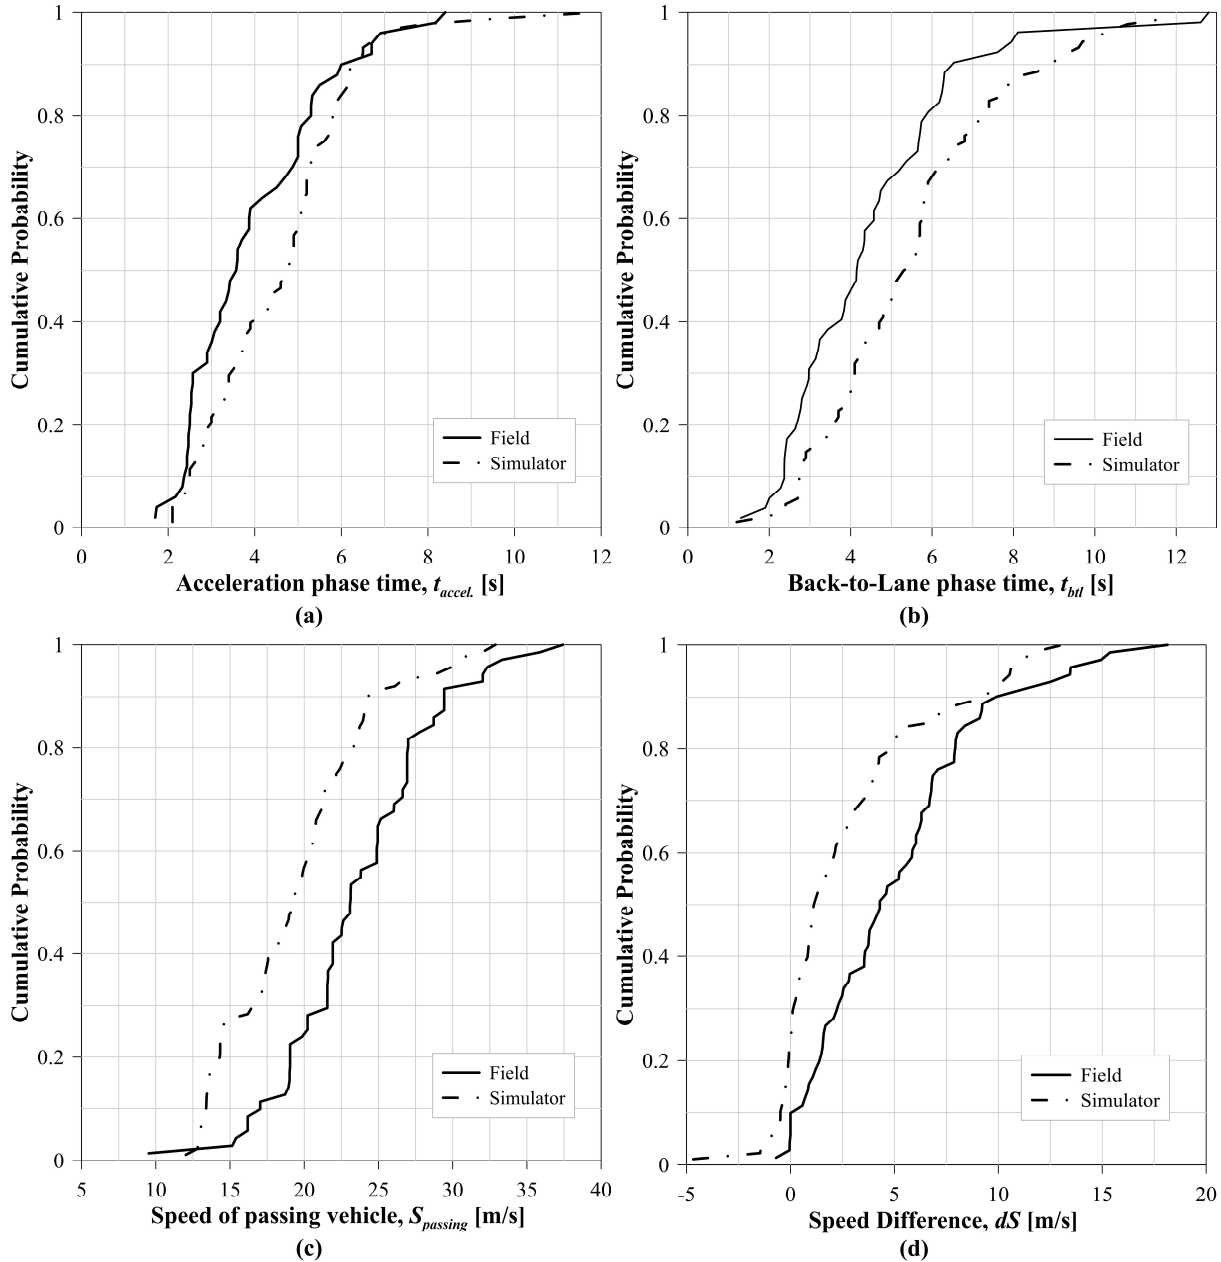 1
0.8
0.6
0.4
0.2
0
Cumulative Probability
Field
Simulator
0 2 4 6 8 10 12
Acceleration phase time, t_accel. [s]
(a)
1
0.8
0.6
0.4
0.2
0
Cumulative Probability
Field
Simulator
0 2 4 6 8 10 12
Back-to-Lane phase time, t_btl [s]
(b)
1
0.8
0.6
0.4
0.2
0
Cumulative Probability
Field
Simulator
5 10 15 20 25 30 35 40
Speed of passing vehicle, S_passing [m/s]
(c)
1
0.8
0.6
0.4
0.2
0
Cumulative Probability
Field
Simulator
-5 0 5 10 15 20
Speed Difference, dS [m/s]
(d)